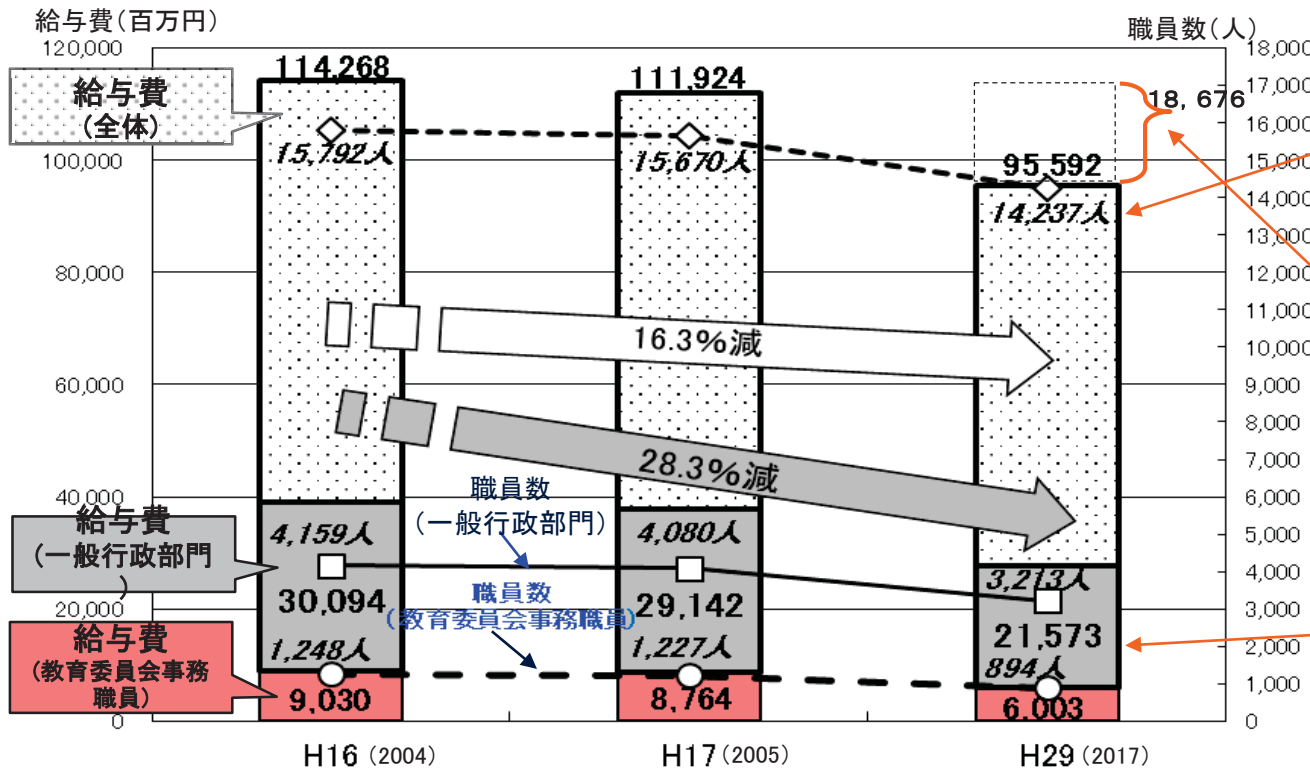 給与費(百万円)
職員数(人)
120,000
100,000
80,000
60,000
40,000
20,000
0
18,000
17,000
16,000
15,000
14,000
13,000
12,000
11,000
10,000
9,000
8,000
7,000
6,000
5,000
4,000
3,000
2,000
1,000
0
給与費
(全体)
給与費
(一般行政部門
)
給与費
(教育委員会事務
職員)
114,268
15,792人
111,924
15,670人
18,676
95,592
14,237人
16.3%減
28.3%減
職員数
(一般行政部門)
4,159人
30,094
4,080人
29,142
3,213人
21,573
職員数
(教育委員会事務職員)
1,248人
9,030
1,227人
8,764
894人
6,003
H16 (2004)
H17 (2005)
H29 (2017)